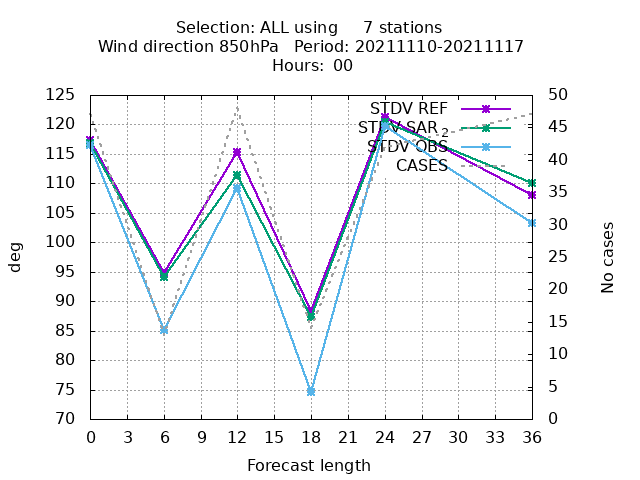 Selection: ALL using 7 stations
Wind direction 850hPa Period: 20211110-20211117
Hours: 00
STDV REF
STDV SAR 2
STDV OBS
CASES
125
120
115
110
105
100
95
90
85
80
75
70
50
45
40
35
30
25
20
15
10
5
0
deg
No cases
0 3 6 9 12 15 18 21 24 27 30 33 36
Forecast length